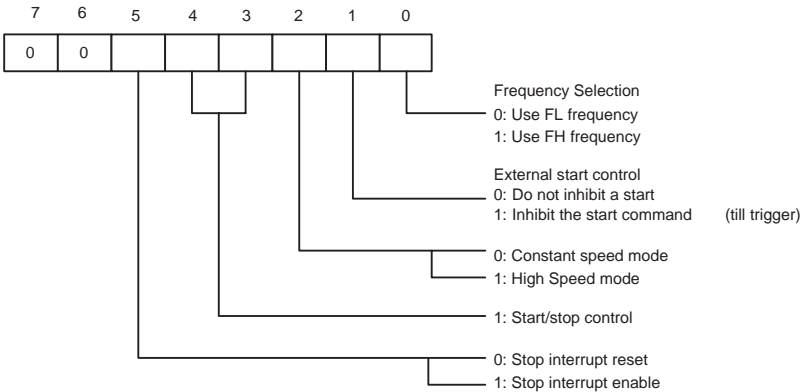 7 6 5 4 3 2 1 0
0 0
Frequency Selection
0: Use FL frequency
1: Use FH frequency
External start control
0: Do not inhibit a start
1: Inhibit the start command (till trigger)
0: Constant speed mode
1: High Speed mode
1: Start/stop control
0: Stop interrupt reset
1: Stop interrupt enable